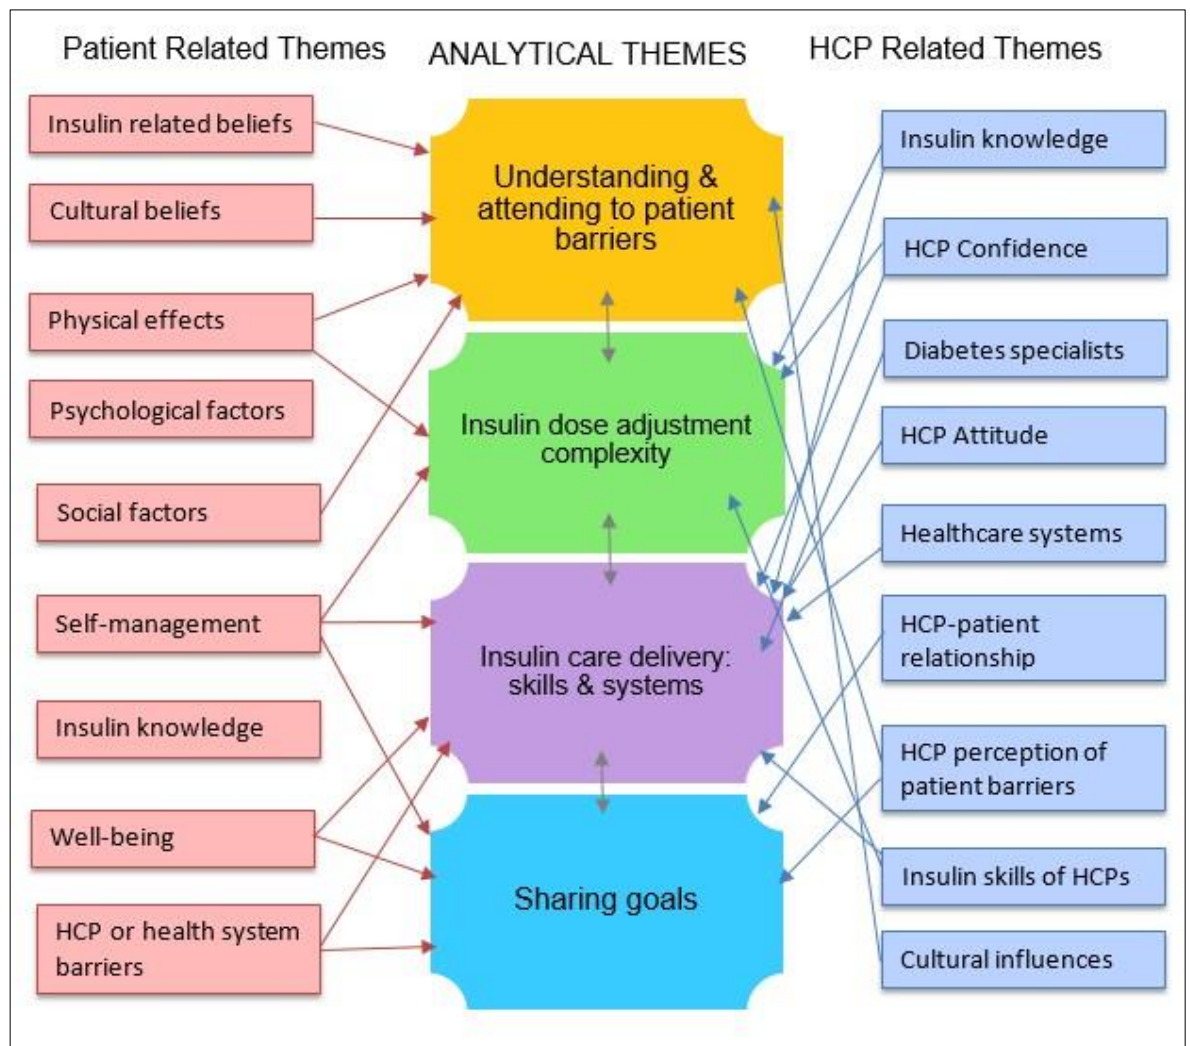 Patient Related Themes
ANALYTICAL THEMES
HCP Related Themes
Insulin related beliefs
Cultural beliefs
Physical effects
Psychological factors
Social factors
Self-management
Insulin knowledge
Well-being
HCP or health system
barriers
Understanding &
attending to patient
barriers
Insulin dose adjustment
complexity
Insulin care delivery:
skills & systems
Sharing goals
Insulin knowledge
HCP Confidence
Diabetes specialists
HCP Attitude
Healthcare systems
HCP-patient
relationship
HCP perception of
patient barriers
Insulin skills of HCPs
Cultural influences